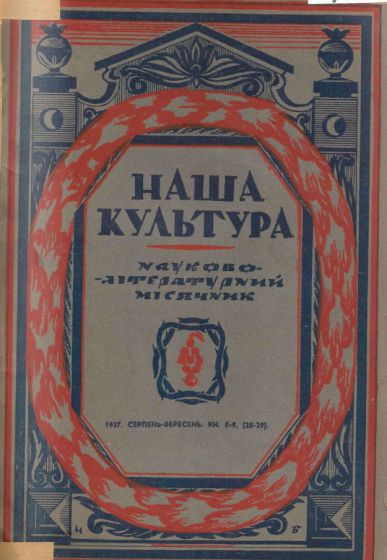 НАША
КУЛЬТУРА
НАУКОВО-
-ЛІТЕРАТУРНИЙ
МІСЯЧНИК
1937. СЕРПЕНЬ-ВЕРЕСЕНЬ. КН. 8-9. (28-29).
М Б